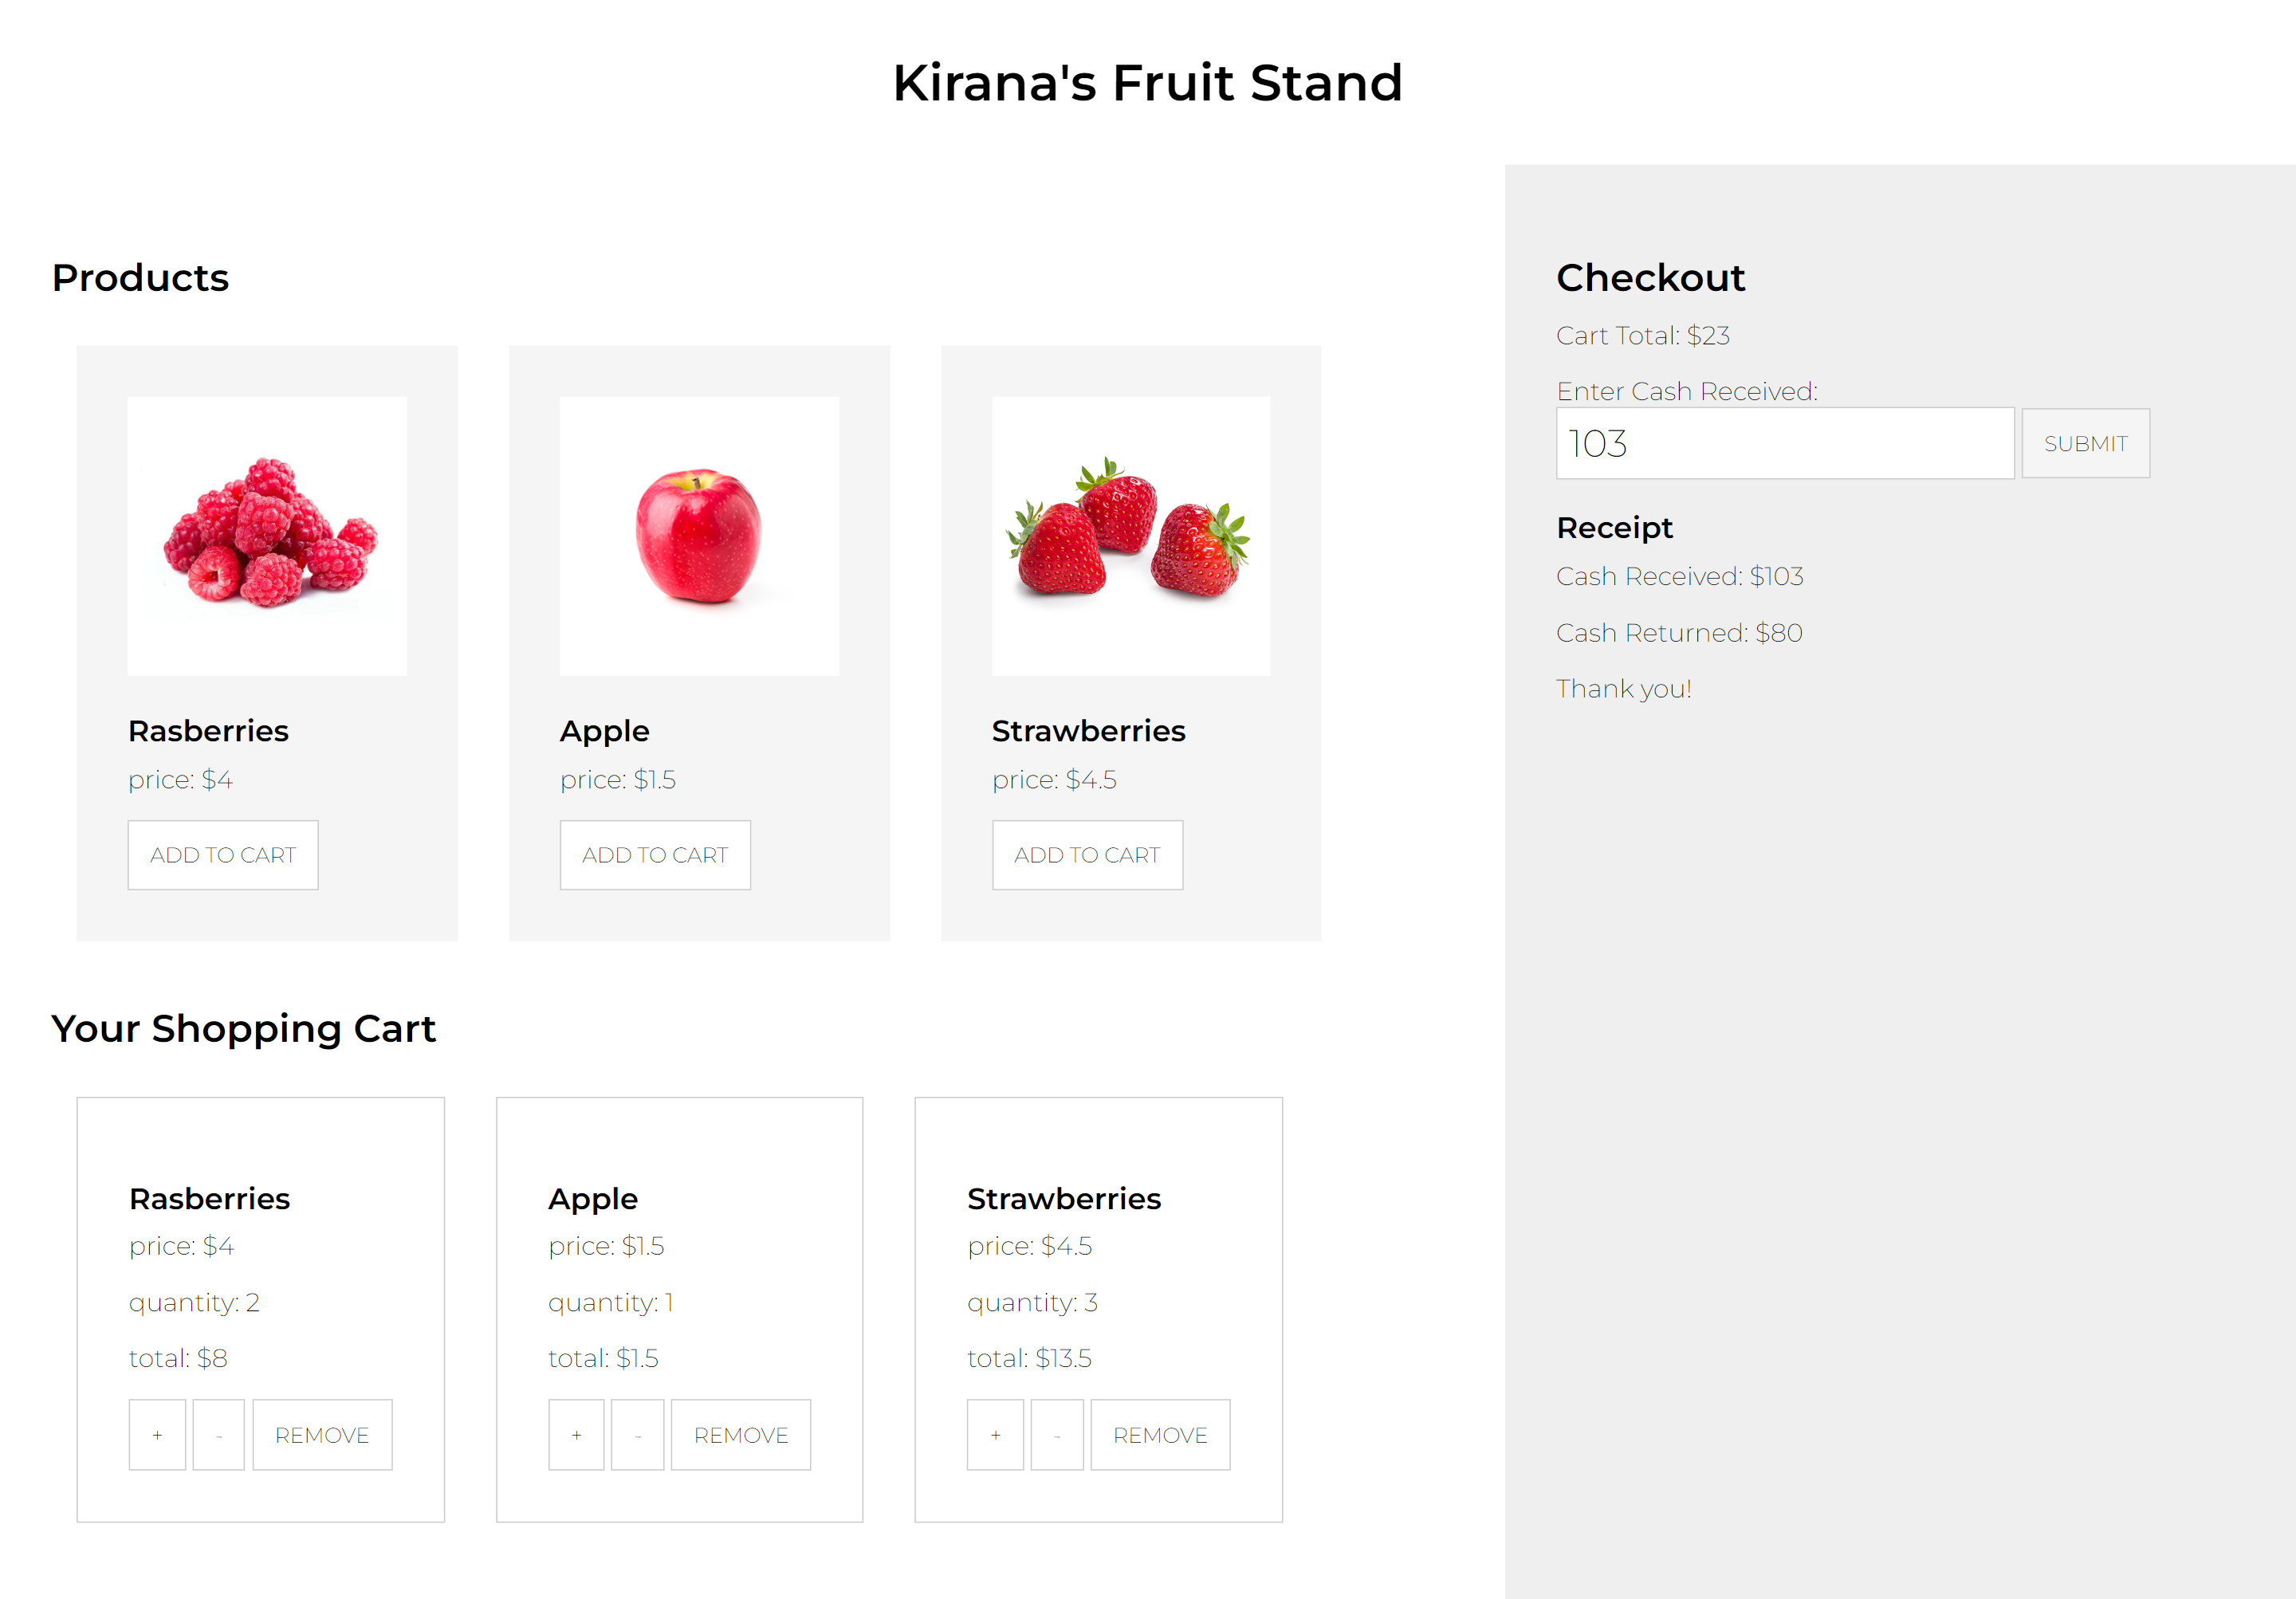 Kirana's Fruit Stand
Products
Rasberries
price: $4
ADD TO CART
Apple
price: $1.5
ADD TO CART
Strawberries
price: $4.5
ADD TO CART
Your Shopping Cart
Rasberries
price: $4
quantity: 2
total: $8
+ - REMOVE
Apple
price: $1.5
quantity: 1
total: $1.5
+ - REMOVE
Strawberries
price: $4.5
quantity: 3
total: $13.5
+ - REMOVE
Checkout
Cart Total: $23
Enter Cash Received:
103 SUBMIT
Receipt
Cash Received: $103
Cash Returned: $80
Thank you!